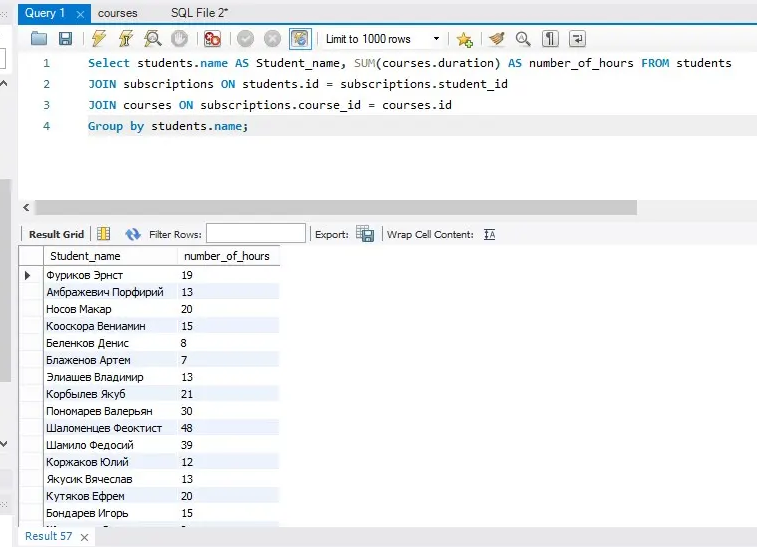 Query 1 courses SQL File 2*
Limit to 1000 rows
1 Select students.name AS Student_name, SUM(courses.duration) AS number_of_hours FROM students
2 JOIN subscriptions ON students.id = subscriptions.student_id
3 JOIN courses ON subscriptions.course_id = courses.id
4 Group by students.name;
Result Grid Filter Rows: Export: Wrap Cell Content:
Student_name number_of_hours
Фуриков Эрнст 19
Амбражевич Порфирий 13
Носов Макар 20
Кооскора Вениамин 15
Беленков Денис 8
Блаженов Артем 7
Элиашев Владимир 13
Корбылев Якуб 21
Пономарев Валерьян 30
Шаломенцев Феоктист 48
Шамило Федосий 39
Коржаков Юлий 12
Якусик Вячеслав 13
Кутяков Ефрем 20
Бондарев Игорь 15
Result 57